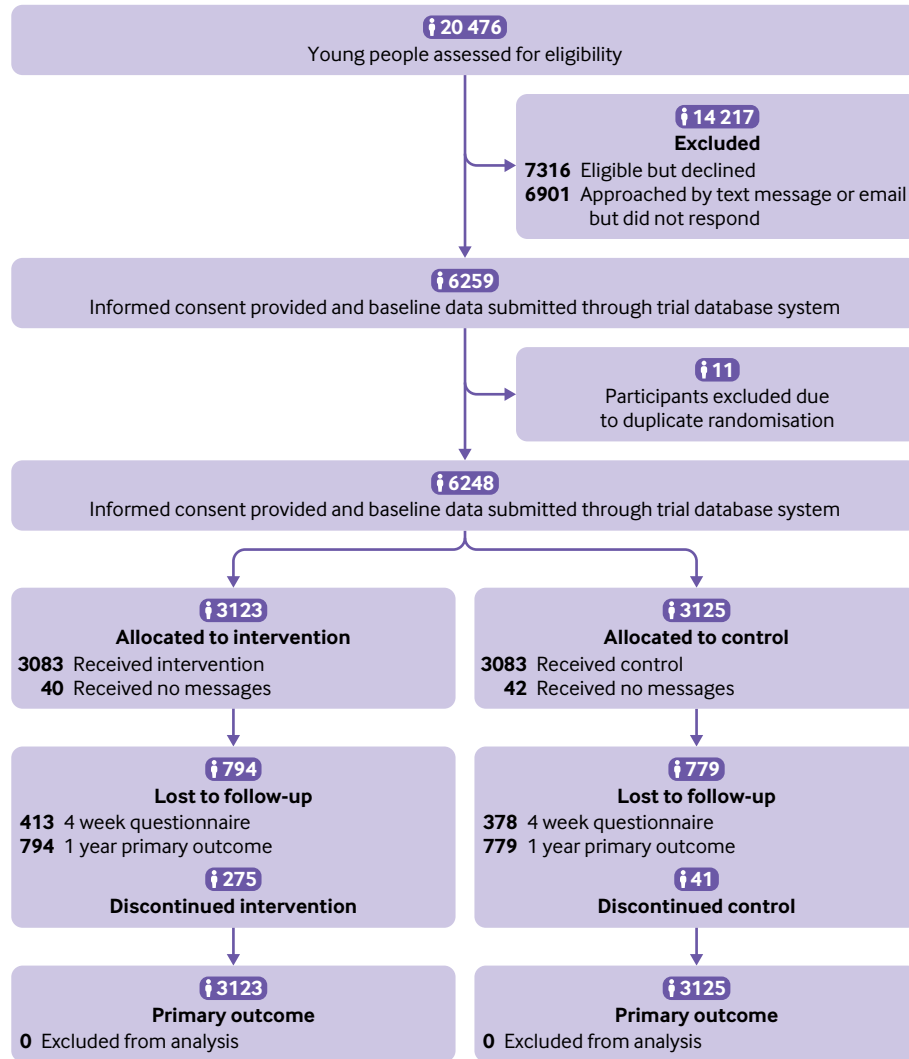 20 476
Young people assessed for eligibility
14 217
Excluded
7316 Eligible but declined
6901 Approached by text message or email
but did not respond
6259
Informed consent provided and baseline data submitted through trial database system
11
Participants excluded due
to duplicate randomisation
6248
Informed consent provided and baseline data submitted through trial database system
3123
Allocated to intervention
3083 Received intervention
40 Received no messages
3125
Allocated to control
3083 Received control
42 Received no messages
794
Lost to follow-up
413 4 week questionnaire
794 1 year primary outcome
275
Discontinued intervention
779
Lost to follow-up
378 4 week questionnaire
779 1 year primary outcome
41
Discontinued control
3123
Primary outcome
0 Excluded from analysis
3125
Primary outcome
0 Excluded from analysis